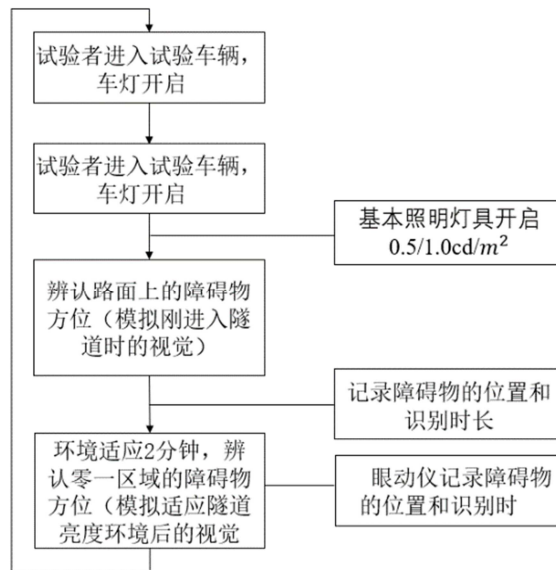 试验者进入试验车辆，
车灯开启
试验者进入试验车辆，
车灯开启
基本照明灯具开启
0.5/1.0cd/m²
辨认路面上的障碍物
方位（模拟刚进入隧
道时的视觉）
记录障碍物的位置和
识别时长
环境适应2分钟，辨
认零一区域的障碍物
方位（模拟适应隧道
亮度环境后的视觉
眼动仪记录障碍物
的位置和识别时